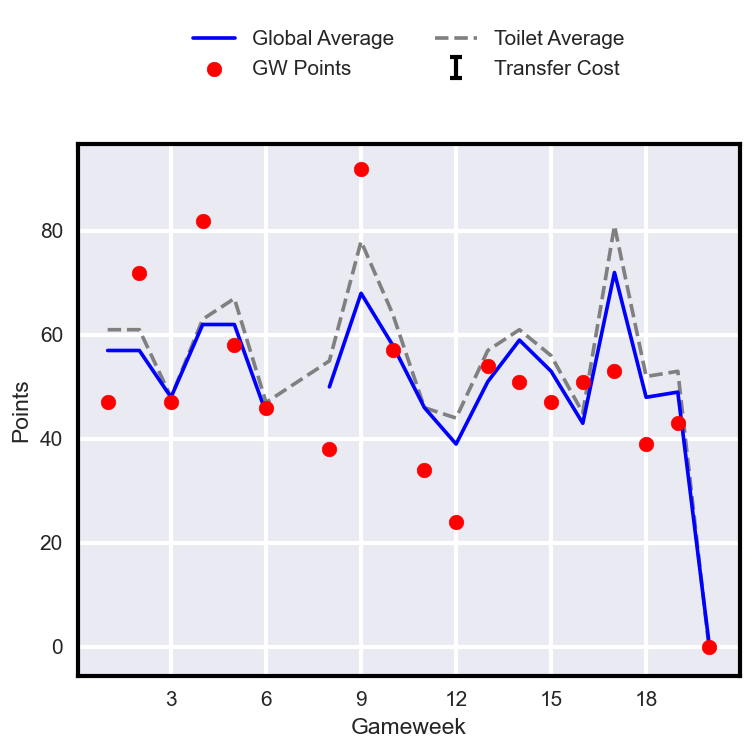 Global Average
Toilet Average
GW Points
Transfer Cost
80
60
40
20
0
Points
3
6
9
12
15
18
Gameweek